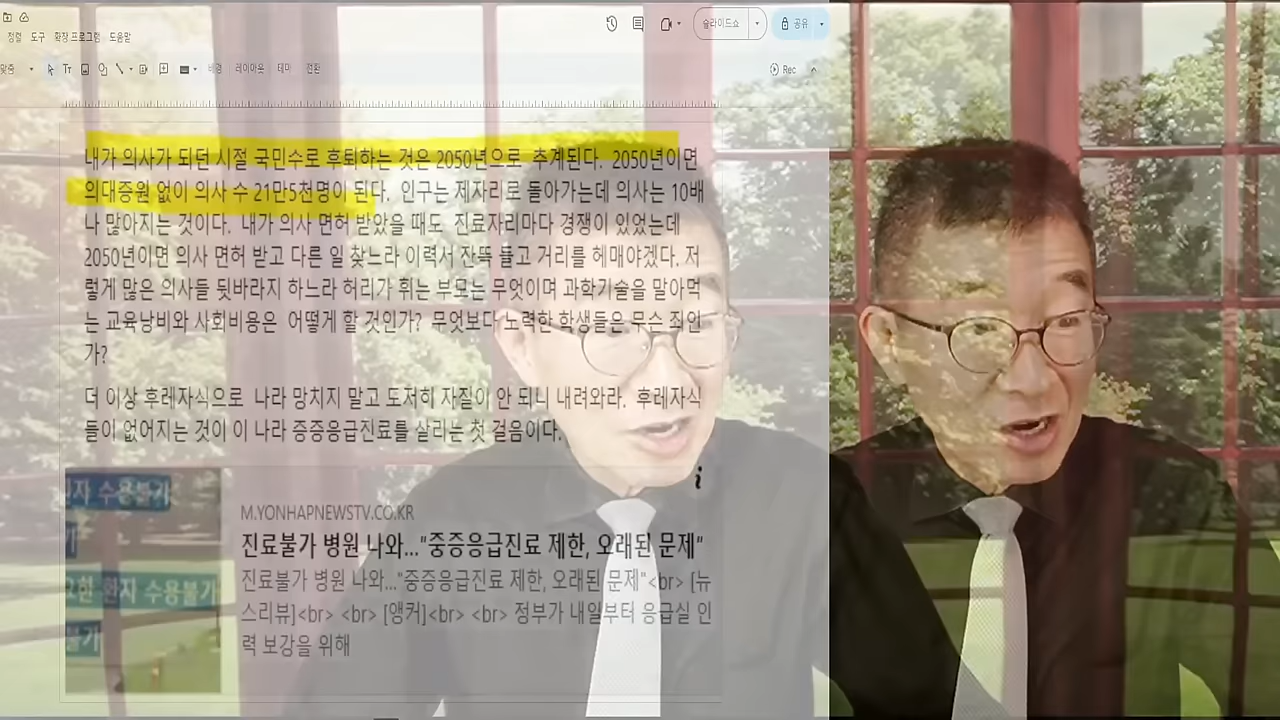 정렬 도구 확장 프로그램 도움말
슬라이드쇼 공유
맞춤 Tr 배경 레이아웃 테마 전환 Rec
내가 의사가 되던 시절 국민수로 후퇴하는 것은 2050년으로 추계된다. 2050년이면
의대증원 없이 의사 수 21만5천명이 된다. 인구는 제자리로 돌아가는데 의사는 10배
나 많아지는 것이다. 내가 의사 면허 받았을 때도 진료자리마다 경쟁이 있었는데
2050년이면 의사 면허 받고 다른 일 찾느라 이력서 잔뜩 들고 거리를 헤매야겠다. 저
렇게 많은 의사들 뒷바라지 하느라 허리가 휘는 부모는 무엇이며 과학기술을 말아먹
는 교육낭비와 사회비용은 어떻게 할 것인가? 무엇보다 노력한 학생들은 무슨 죄인
가?
더 이상 후레자식으로 나라 망치지 말고 도저히 자질이 안 되니 내려와라. 후레자식
들이 없어지는 것이 이 나라 중증응급진료를 살리는 첫 걸음이다.
i
환자 수용불가
M.YONHAPNEWSTV.CO.KR
진료불가 병원 나와..."중증응급진료 제한, 오래된 문제"
진료불가 병원 나와..."중증응급진료 제한, 오래된 문제"<br> [뉴
스리뷰]<br> <br> [앵커]<br> <br> 정부가 내일부터 응급실 인
력 보강을 위해
환자 수용불가
불가